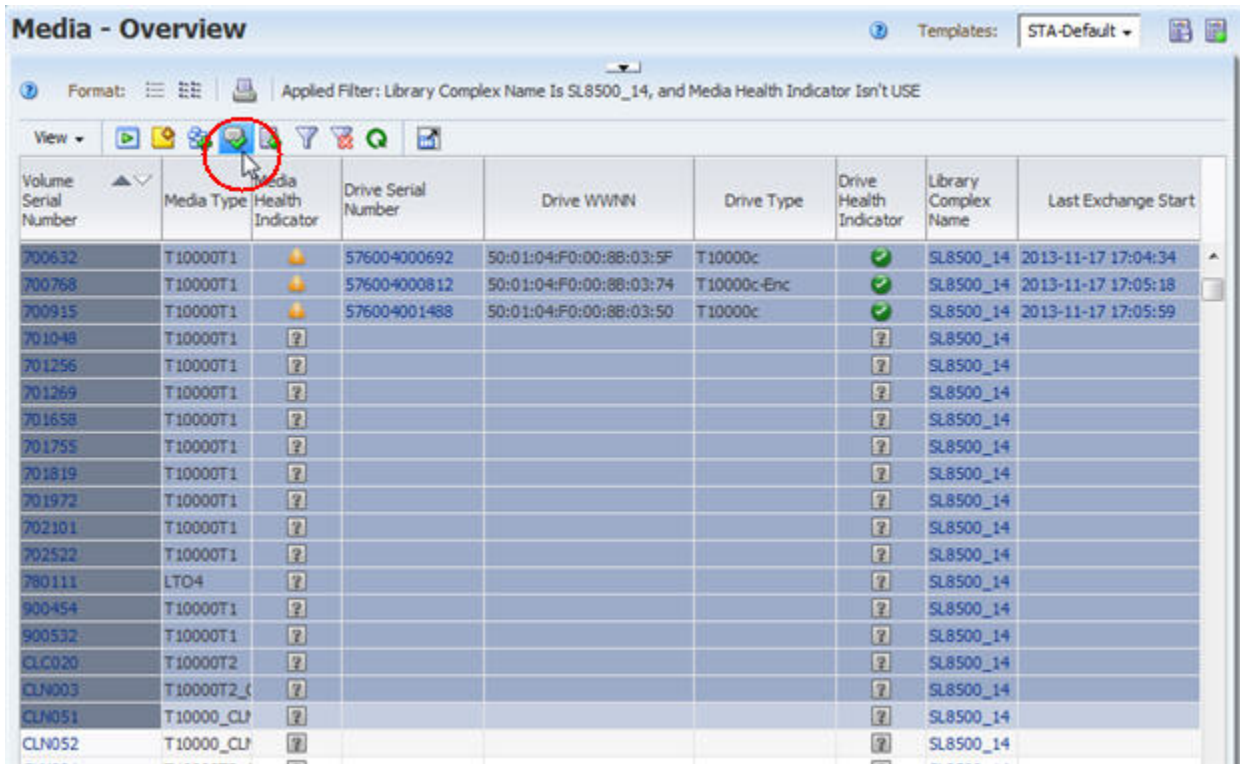 Media - Overview
Templates: STA-Default
Format: Applied Filter: Library Complex Name Is SL8500_14, and Media Health Indicator Isn't USE
View
Volume Serial Number Media Type Media Health Indicator Drive Serial Number Drive WWNN Drive Type Drive Health Indicator Library Complex Name Last Exchange Start
700632 T10000T1 576004000692 50:01:04:F0:00:8B:03:5F T10000c SL8500_14 2013-11-17 17:04:34
700768 T10000T1 576004000812 50:01:04:F0:00:8B:03:74 T10000c-Enc SL8500_14 2013-11-17 17:05:18
700915 T10000T1 576004001488 50:01:04:F0:00:8B:03:50 T10000c SL8500_14 2013-11-17 17:05:59
701048 T10000T1 ? ? SL8500_14
701256 T10000T1 ? ? SL8500_14
701269 T10000T1 ? ? SL8500_14
701658 T10000T1 ? ? SL8500_14
701755 T10000T1 ? ? SL8500_14
701819 T10000T1 ? ? SL8500_14
701972 T10000T1 ? ? SL8500_14
702101 T10000T1 ? ? SL8500_14
702522 T10000T1 ? ? SL8500_14
780111 LTO4 ? ? SL8500_14
900454 T10000T1 ? ? SL8500_14
900532 T10000T1 ? ? SL8500_14
CLC020 T10000T2 ? ? SL8500_14
CLN003 T10000T2_ ? ? SL8500_14
CLN051 T10000_CL ? ? SL8500_14
CLN052 T10000_CL ? ? SL8500_14